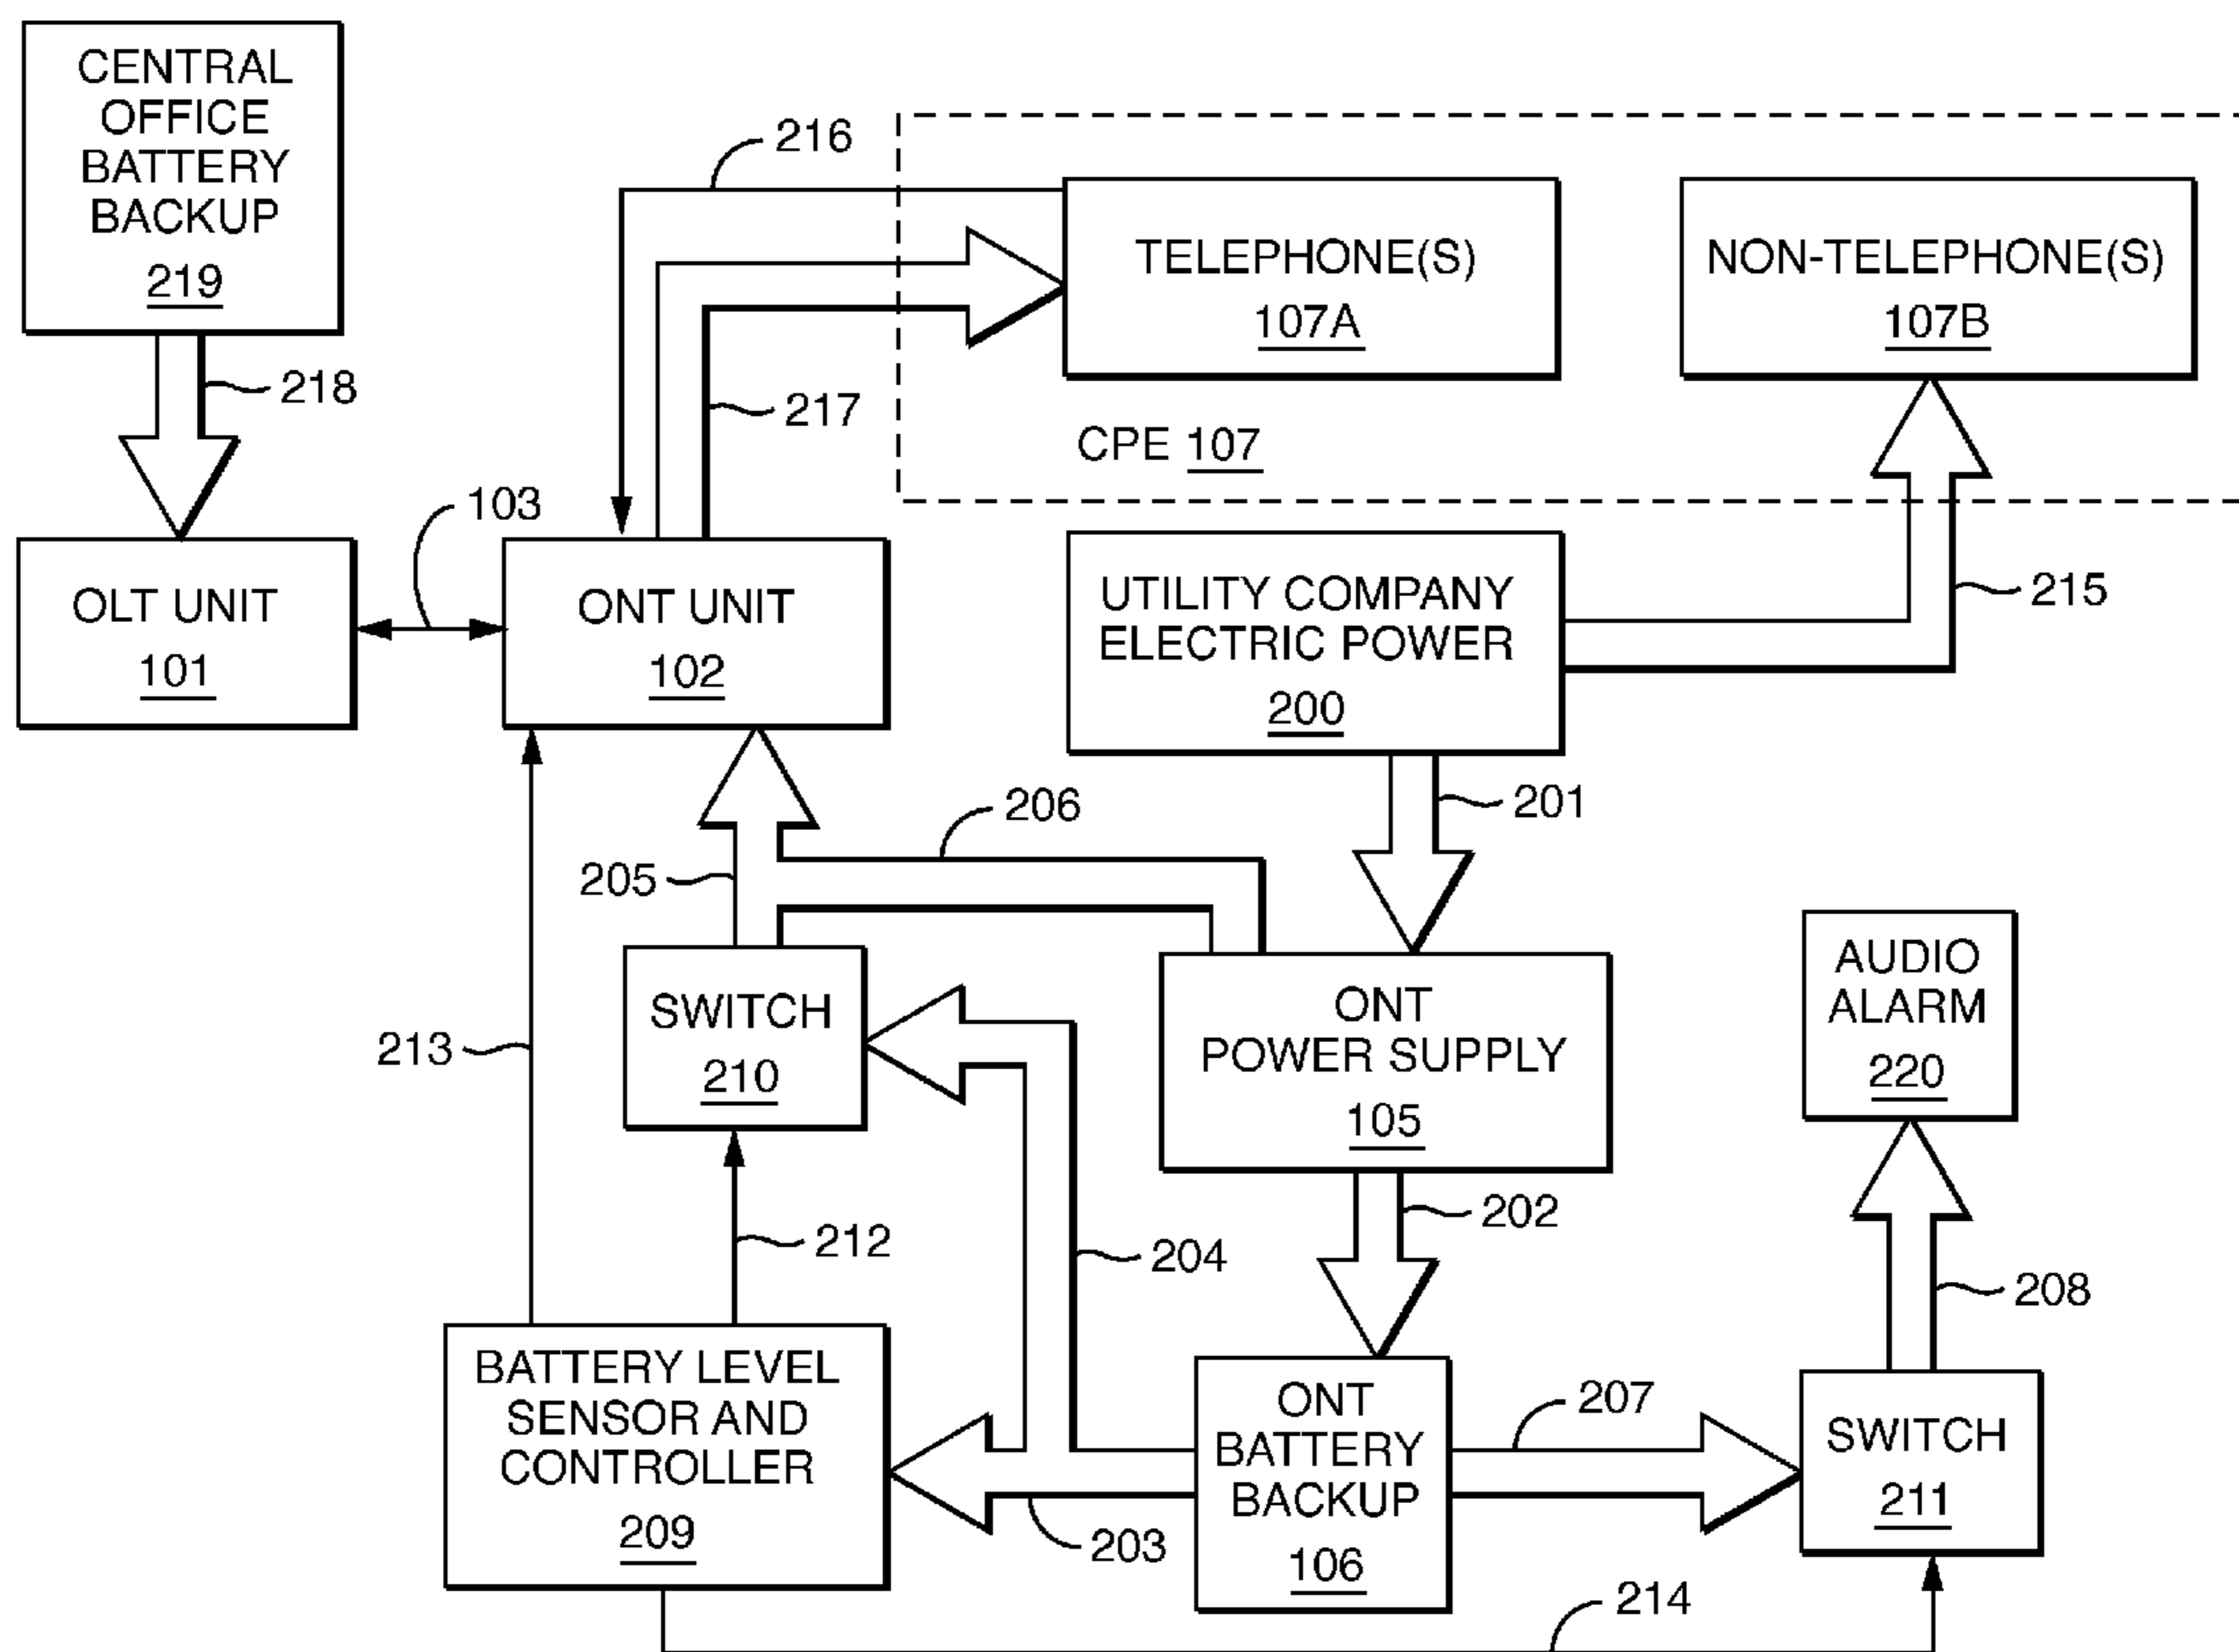 CENTRAL
OFFICE
BATTERY
BACKUP
219
218
216
217
TELEPHONE(S)
107A
NON-TELEPHONE(S)
107B
CPE 107
103
OLT UNIT
101
ONT UNIT
102
UTILITY COMPANY
ELECTRIC POWER
200
215
201
206
205
213
SWITCH
210
ONT
POWER SUPPLY
105
AUDIO
ALARM
220
212
204
202
208
BATTERY LEVEL
SENSOR AND
CONTROLLER
209
203
ONT
BATTERY
BACKUP
106
207
SWITCH
211
214